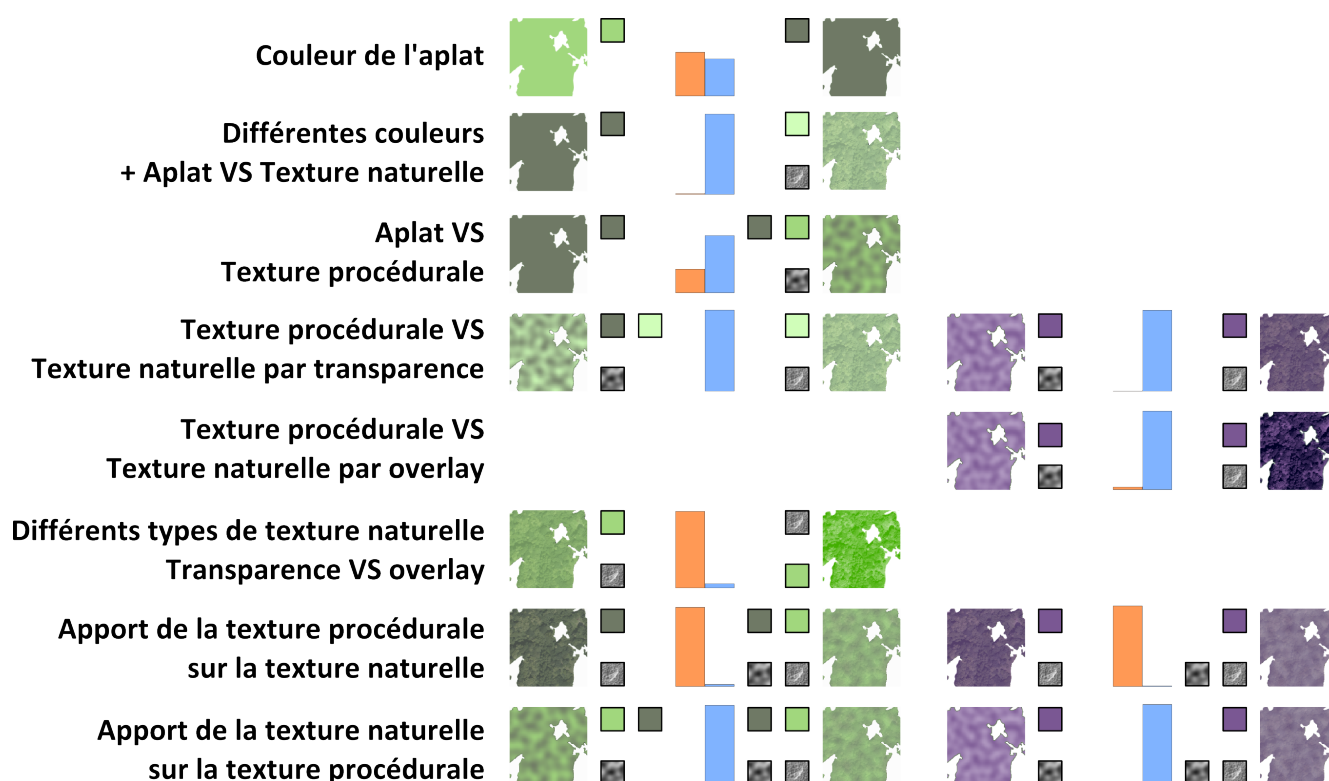 Couleur de l'aplat
Différentes couleurs
+ Aplat VS Texture naturelle
Aplat VS
Texture procédurale
Texture procédurale VS
Texture naturelle par transparence
Texture procédurale VS
Texture naturelle par overlay
Différents types de texture naturelle
Transparence VS overlay
Apport de la texture procédurale
sur la texture naturelle
Apport de la texture naturelle
sur la texture procédurale